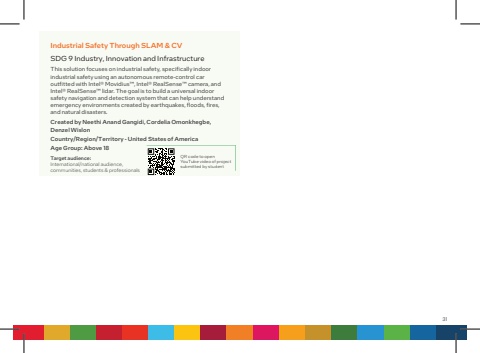 Industrial Safety Through SLAM & CV
SDG 9 Industry, Innovation and Infrastructure
This solution focuses on industrial safety, specifically indoor
industrial safety using an autonomous remote-control car
outfitted with Intel® Movidius™, Intel® RealSense™ camera, and
Intel® RealSense™ lidar. The goal is to build a universal indoor
safety navigation and detection system that can help understand
emergency environments created by earthquakes, floods, fires,
and natural disasters.
Created by Neethi Anand Gangidi, Cordelia Omonkhegbe,
Denzel Wislon
Country/Region/Territory - United States of America
Age Group: Above 18
Target audience:
International/national audience,
communities, students & professionals
QR code to open
YouTube video of project
submitted by student